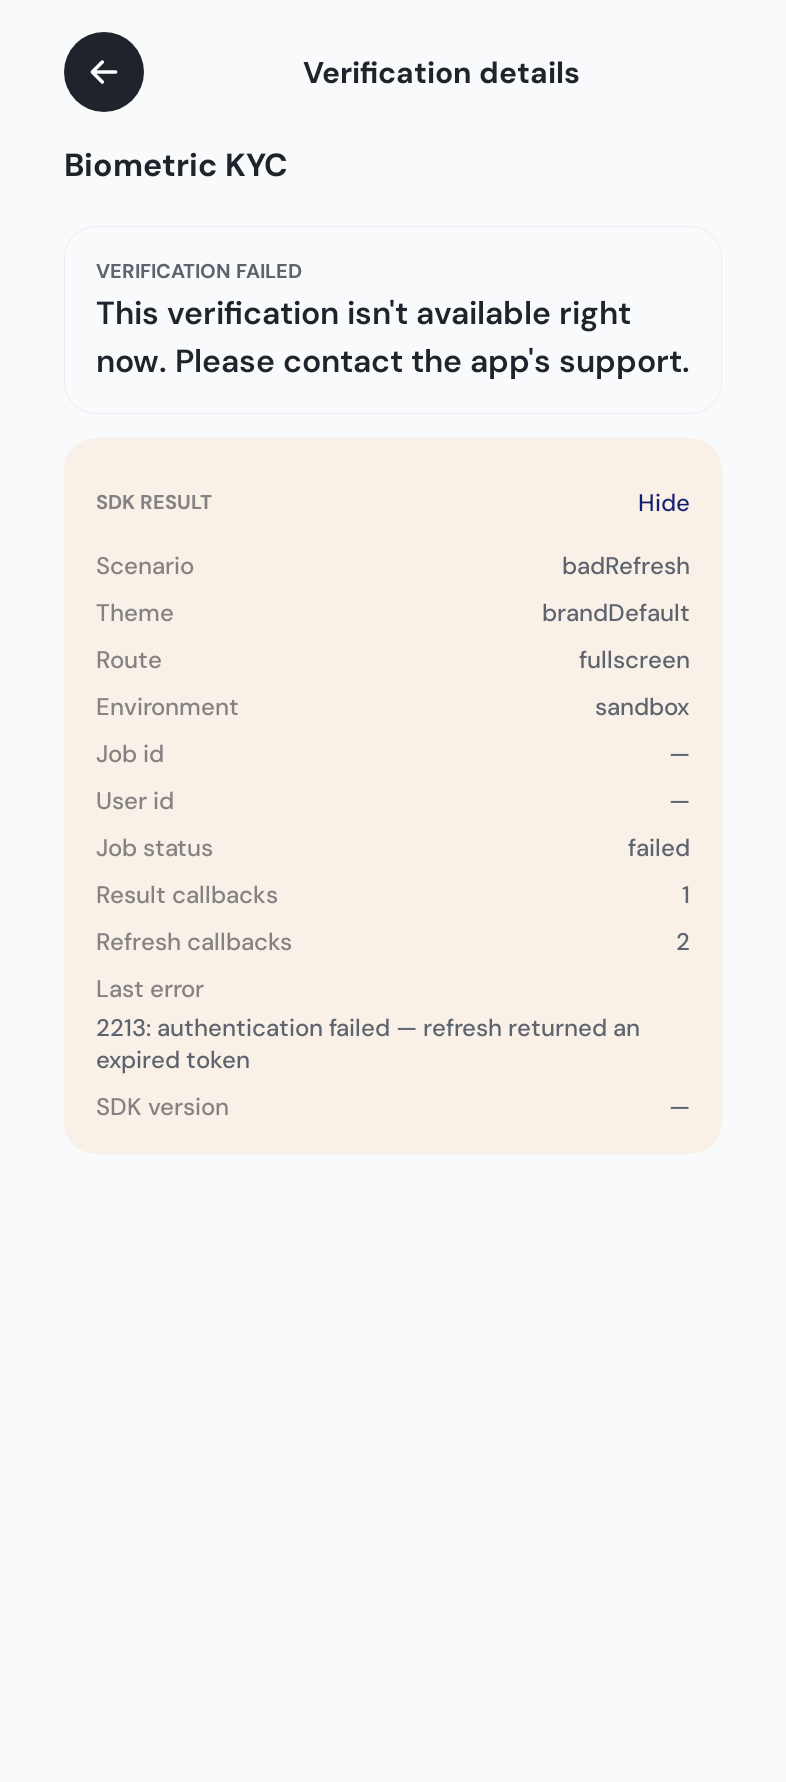 Verification details
Biometric KYC
VERIFICATION FAILED
This verification isn't available right
now. Please contact the app's support.
SDK RESULT Hide
Scenario badRefresh
Theme brandDefault
Route fullscreen
Environment sandbox
Job id —
User id —
Job status failed
Result callbacks 1
Refresh callbacks 2
Last error
2213: authentication failed — refresh returned an
expired token
SDK version —